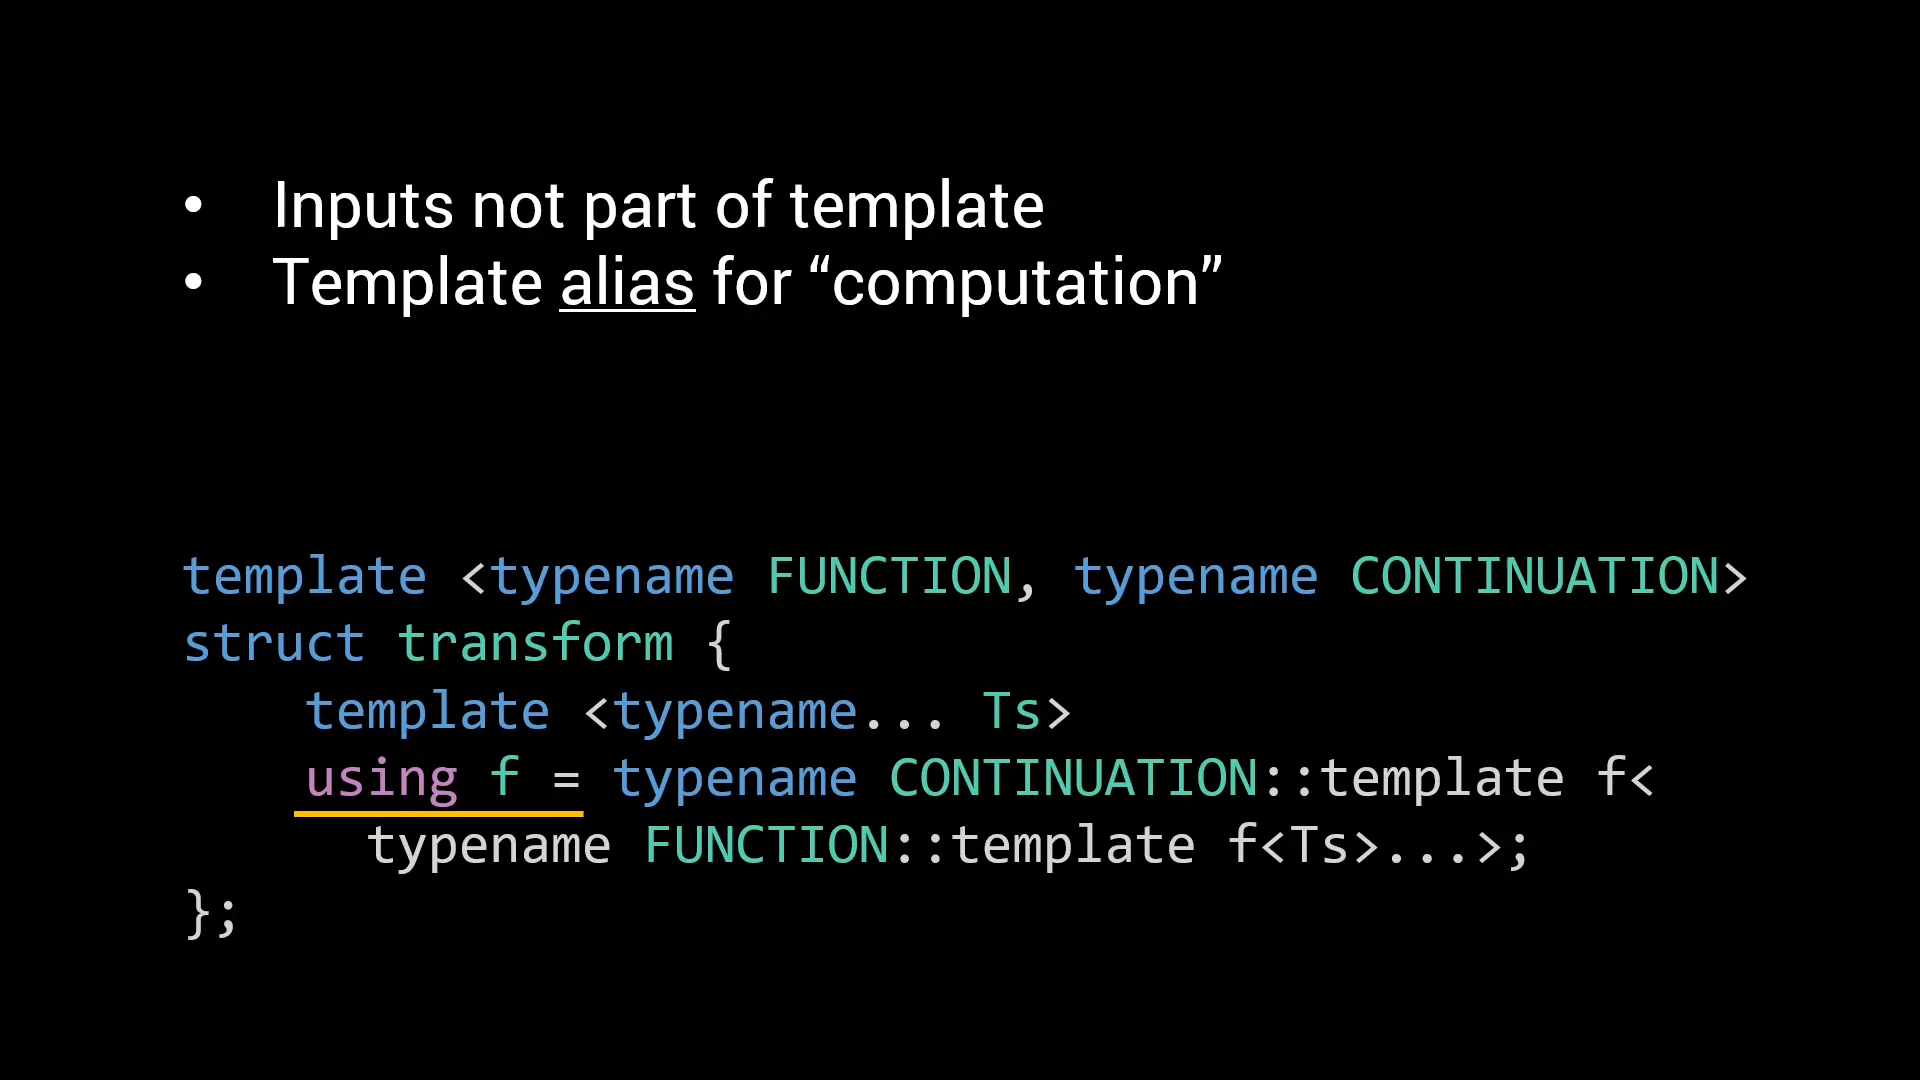 • Inputs not part of template
• Template alias for “computation”
template <typename FUNCTION, typename CONTINUATION>
struct transform {
    template <typename... Ts>
    using f = typename CONTINUATION::template f<
      typename FUNCTION::template f<Ts>...>;
};